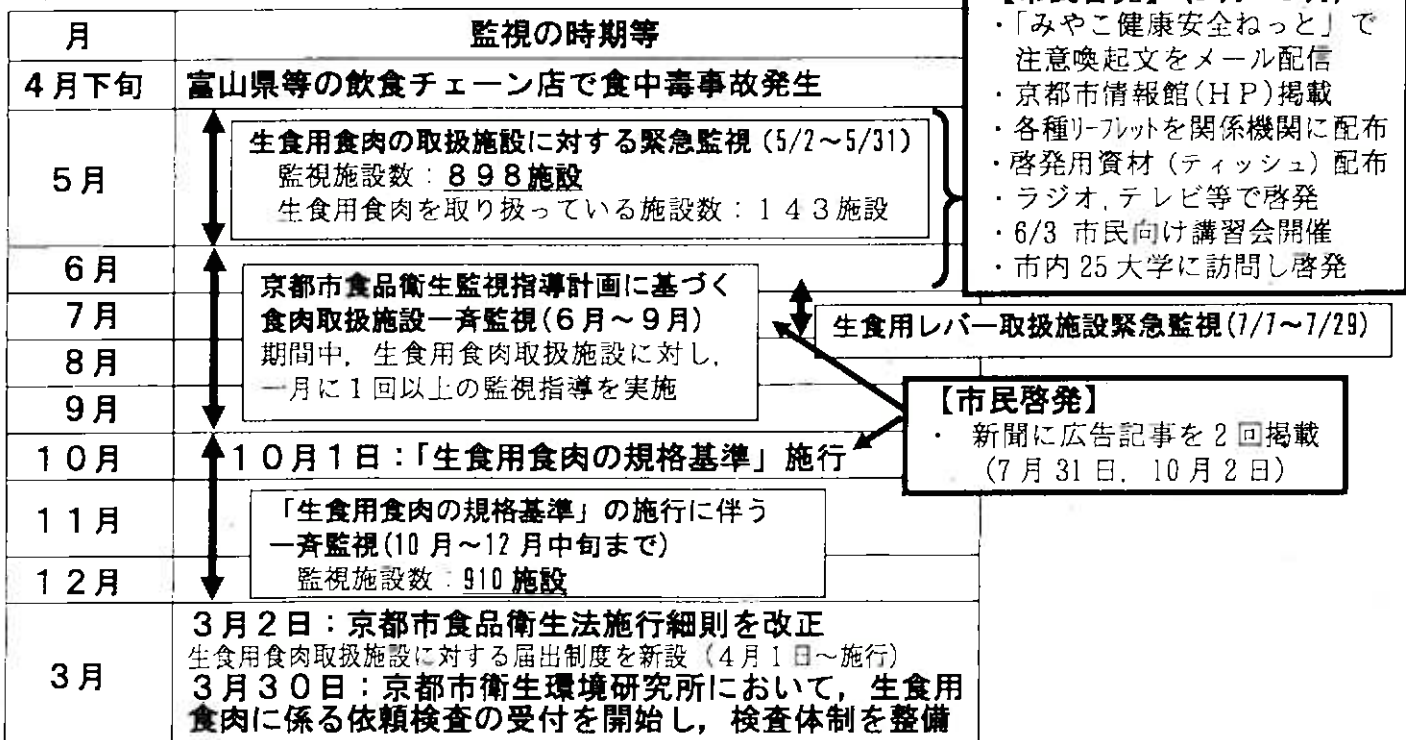 月
監視の時期等
4月下旬
富山県等の飲食チェーン店で食中毒事故発生
5月
生食用食肉の取扱施設に対する緊急監視(5/2～5/31)
監視施設数:898施設
生食用食肉を取り扱っている施設数:143施設
・「みやこ健康安全ねっと」で
注意喚起文をメール配信
・京都市情報館(HP)掲載
・各種リーフレットを関係機関に配布
・啓発用資材(ティッシュ)配布
・ラジオ,テレビ等で啓発
・6/3 市民向け講習会開催
・市内25大学に訪問し啓発
6月
7月
8月
9月
京都市食品衛生監視指導計画に基づく
食肉取扱施設一斉監視(6月～9月)
期間中,生食用食肉取扱施設に対し,
一月に1回以上の監視指導を実施
生食用レバー取扱施設緊急監視(7/7～7/29)
【市民啓発】
・ 新聞に広告記事を2回掲載
(7月31日,10月2日)
10月
10月1日:「生食用食肉の規格基準」施行
11月
12月
「生食用食肉の規格基準」の施行に伴う
一斉監視(10月～12月中旬まで)
監視施設数:910施設
3月
3月2日:京都市食品衛生法施行細則を改正
生食用食肉取扱施設に対する届出制度を新設(4月1日～施行)
3月30日:京都市衛生環境研究所において,生食用
食肉に係る依頼検査の受付を開始し,検査体制を整備